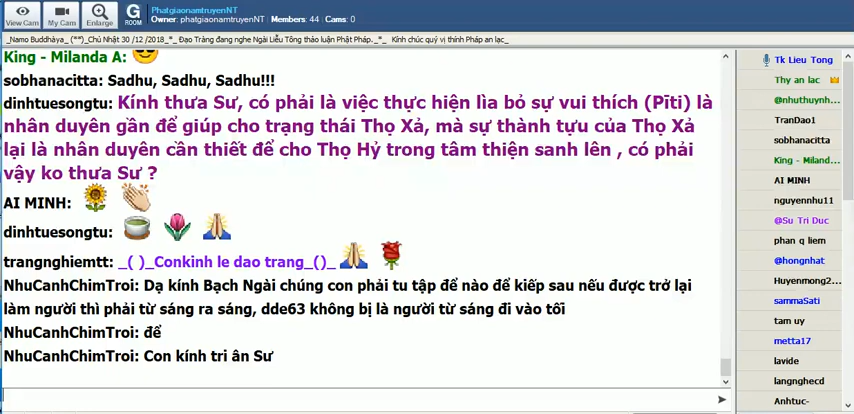 PhatgiaonamtruyenNT
Owner: phatgiaonamtruyenNT | Members: 44 | Cams: 0
View Cam
My Cam
Enlarge
G
ROOM
_Namo Buddhàya_ (**)_Chủ Nhật 30 /12 /2018_*_ Đạo Tràng đang nghe Ngài Liễu Tông thảo luận Phật Pháp._*_ Kính chúc quý vị thính Pháp an lạc_
King - Milanda A:
sobhanacitta: Sadhu, Sadhu, Sadhu!!!
dinhtuesongtu: Kính thưa Sư, có phải là việc thực hiện lìa bỏ sự vui thích (Pīti) là
nhân duyên gần để giúp cho trạng thái Thọ Xả, mà sự thành tựu của Thọ Xả
lại là nhân duyên cần thiết để cho Thọ Hỷ trong tâm thiện sanh lên , có phải
vậy ko thưa Sư ?
AI MINH:
dinhtuesongtu:
trangnghiemtt: _( )_Conkinh le dao trang_()_
NhuCanhChimTroi: Dạ kính Bạch Ngài chúng con phải tu tập để nào để kiếp sau nếu được trở lại
làm người thì phải từ sáng ra sáng, dde63 không bị là người từ sáng đi vào tối
NhuCanhChimTroi: để
NhuCanhChimTroi: Con kính tri ân Sư
Tk Lieu Tong
Thy an lac
@nhuthuynh...
TranDao1
sobhanacitta
King - Milan...
AI MINH
nguyennhu11
@Su Tri Duc
phan q liem
@hongnhat
Huyenmong2...
sammaSati
tam uy
metta17
lavide
langnghecd
Anhtuc-